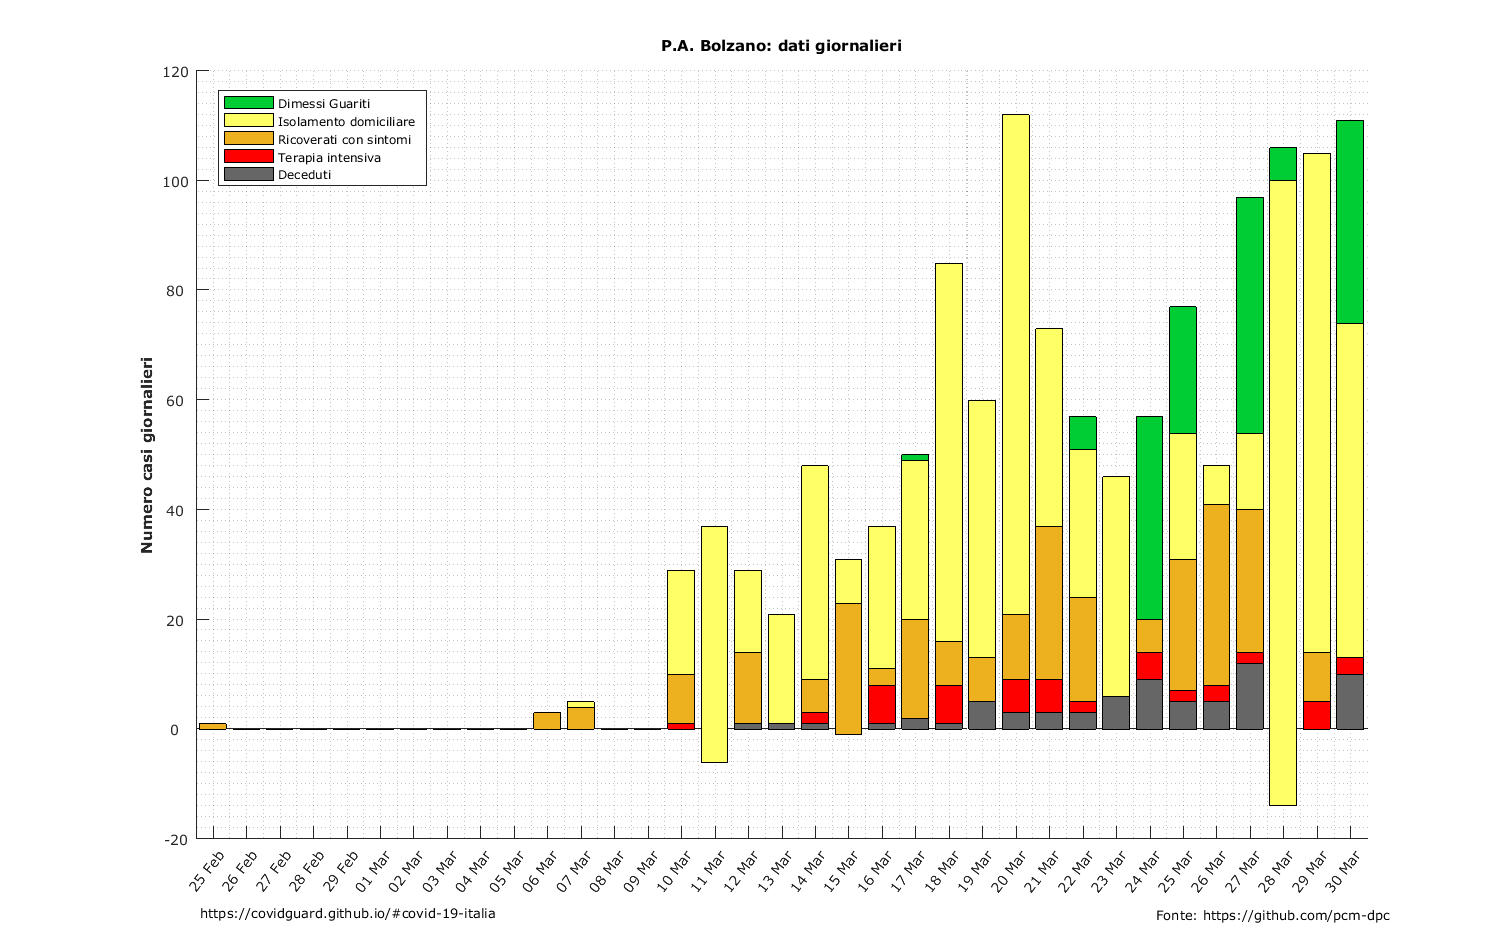 P.A. Bolzano: dati giornalieri
Numero casi giornalieri
120
100
80
60
40
20
0
-20
Dimessi Guariti
Isolamento domiciliare
Ricoverati con sintomi
Terapia intensiva
Deceduti
25 Feb
26 Feb
27 Feb
28 Feb
29 Feb
01 Mar
02 Mar
03 Mar
04 Mar
05 Mar
06 Mar
07 Mar
08 Mar
09 Mar
10 Mar
11 Mar
12 Mar
13 Mar
14 Mar
15 Mar
16 Mar
17 Mar
18 Mar
19 Mar
20 Mar
21 Mar
22 Mar
23 Mar
24 Mar
25 Mar
26 Mar
27 Mar
28 Mar
29 Mar
30 Mar
https://covidguard.github.io/#covid-19-italia
Fonte: https://github.com/pcm-dpc